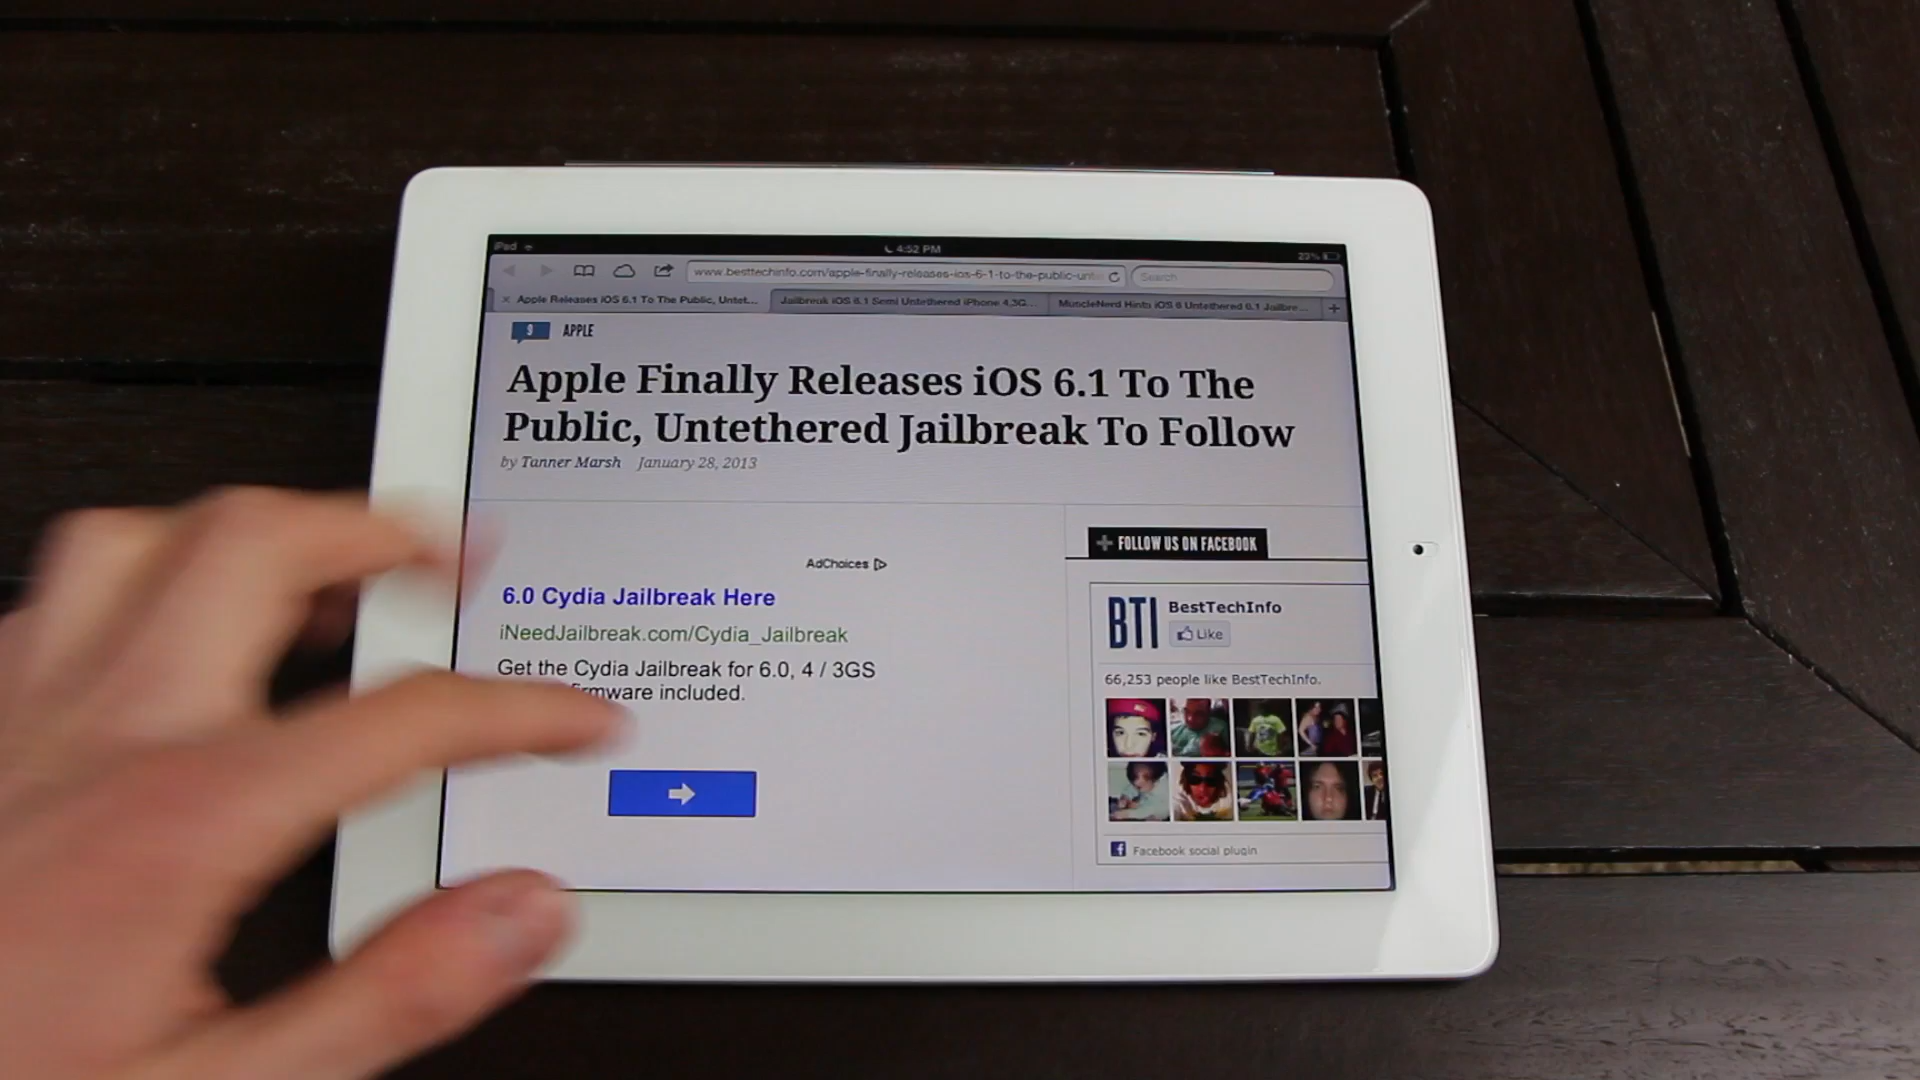 iPad
4:52 PM
23%
www.besttechinfo.com/apple-finally-releases-ios-6-1-to-the-public-unt
Search
Apple Releases iOS 6.1 To The Public, Untet...
Jailbreak iOS 6.1 Semi Untethered iPhone 4,3G...
MuscleNerd Hints iOS 6 Untethered 6.1 Jailbre...
9 APPLE
Apple Finally Releases iOS 6.1 To The
Public, Untethered Jailbreak To Follow
by Tanner Marsh January 28, 2013
AdChoices
6.0 Cydia Jailbreak Here
iNeedJailbreak.com/Cydia_Jailbreak
Get the Cydia Jailbreak for 6.0, 4 / 3GS
included.
FOLLOW US ON FACEBOOK
BTI BestTechInfo
Like
66,253 people like BestTechInfo.
Facebook social plugin